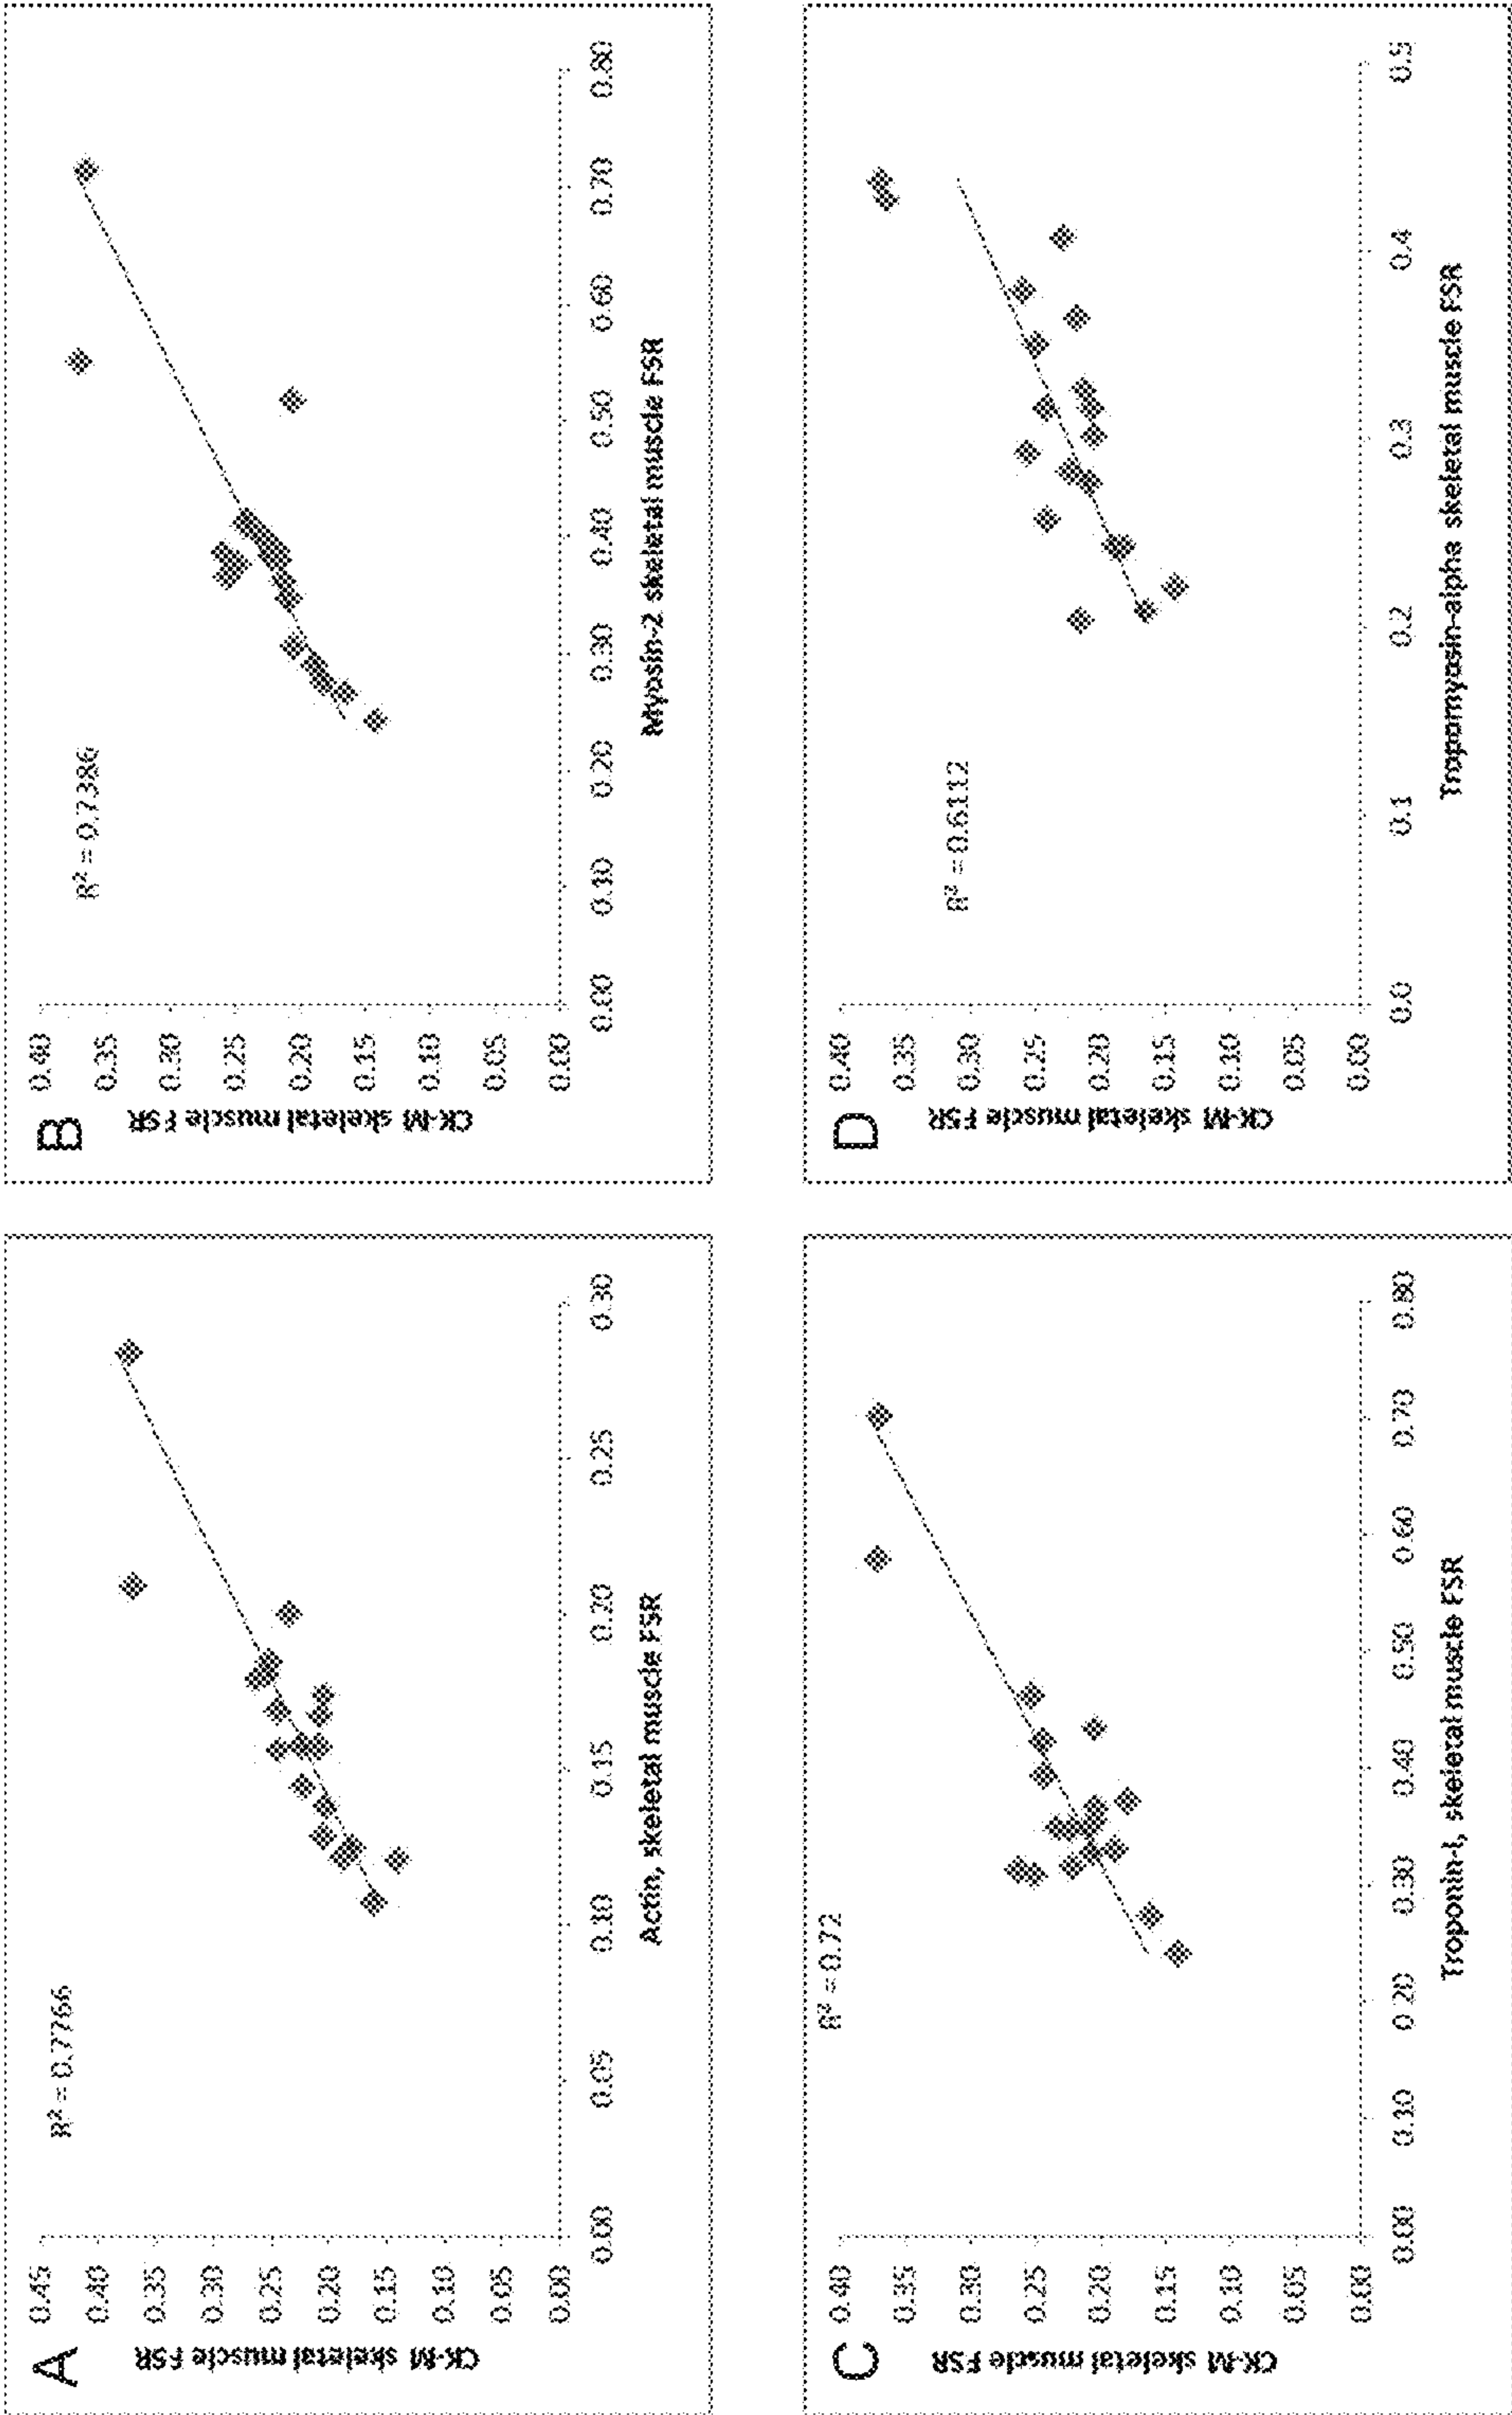 A
R² = 0.7766
CK-M skeletal muscle FSR
0.45
0.40
0.35
0.30
0.25
0.20
0.15
0.10
0.05
0.00
0.00 0.05 0.10 0.15 0.20 0.25 0.30
Actin, skeletal muscle FSR
B
R² = 0.7386
CK-M skeletal muscle FSR
0.40
0.35
0.30
0.25
0.20
0.15
0.10
0.05
0.00
0.00 0.10 0.20 0.30 0.40 0.50 0.60 0.70 0.80
Myosin-2 skeletal muscle FSR
C
R² = 0.72
CK-M skeletal muscle FSR
0.40
0.35
0.30
0.25
0.20
0.15
0.10
0.05
0.00
0.00 0.10 0.20 0.30 0.40 0.50 0.60 0.70 0.80
Troponin-I, skeletal muscle FSR
D
R² = 0.6112
CK-M skeletal muscle FSR
0.40
0.35
0.30
0.25
0.20
0.15
0.10
0.05
0.00
0.0 0.1 0.2 0.3 0.4 0.5
Tropomyosin-alpha skeletal muscle FSR